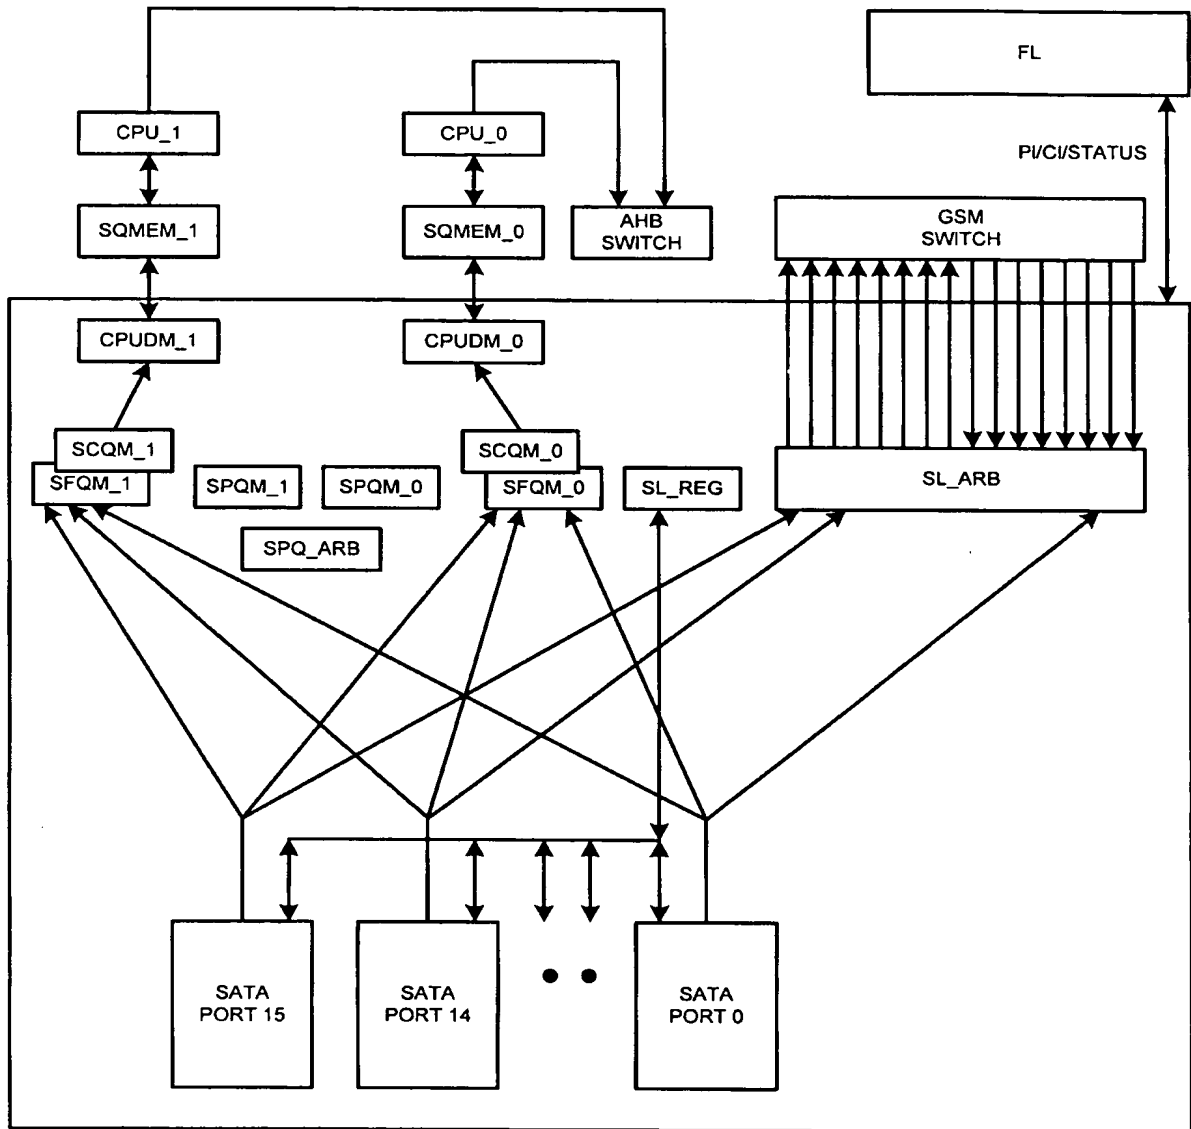 FL
CPU_1
CPU_0
PI/CI/STATUS
SQMEM_1
SQMEM_0
AHB
SWITCH
GSM
SWITCH
CPUDM_1
CPUDM_0
SCQM_1
SCQM_0
SFQM_1
SPQM_1
SPQM_0
SFQM_0
SL_REG
SL_ARB
SPQ_ARB
SATA
PORT 15
SATA
PORT 14
SATA
PORT 0